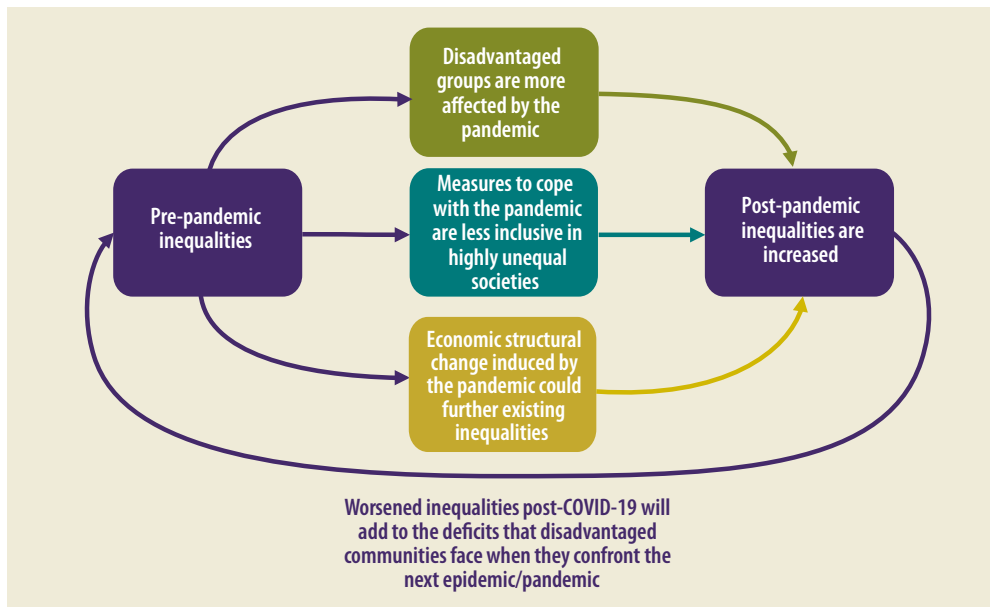 Disadvantaged
groups are more
affected by the
pandemic
Pre-pandemic
inequalities
Measures to cope
with the pandemic
are less inclusive in
highly unequal
societies
Post-pandemic
inequalities are
increased
Economic structural
change induced by
the pandemic could
further existing
inequalities
Worsened inequalities post-COVID-19 will
add to the deficits that disadvantaged
communities face when they confront the
next epidemic/pandemic